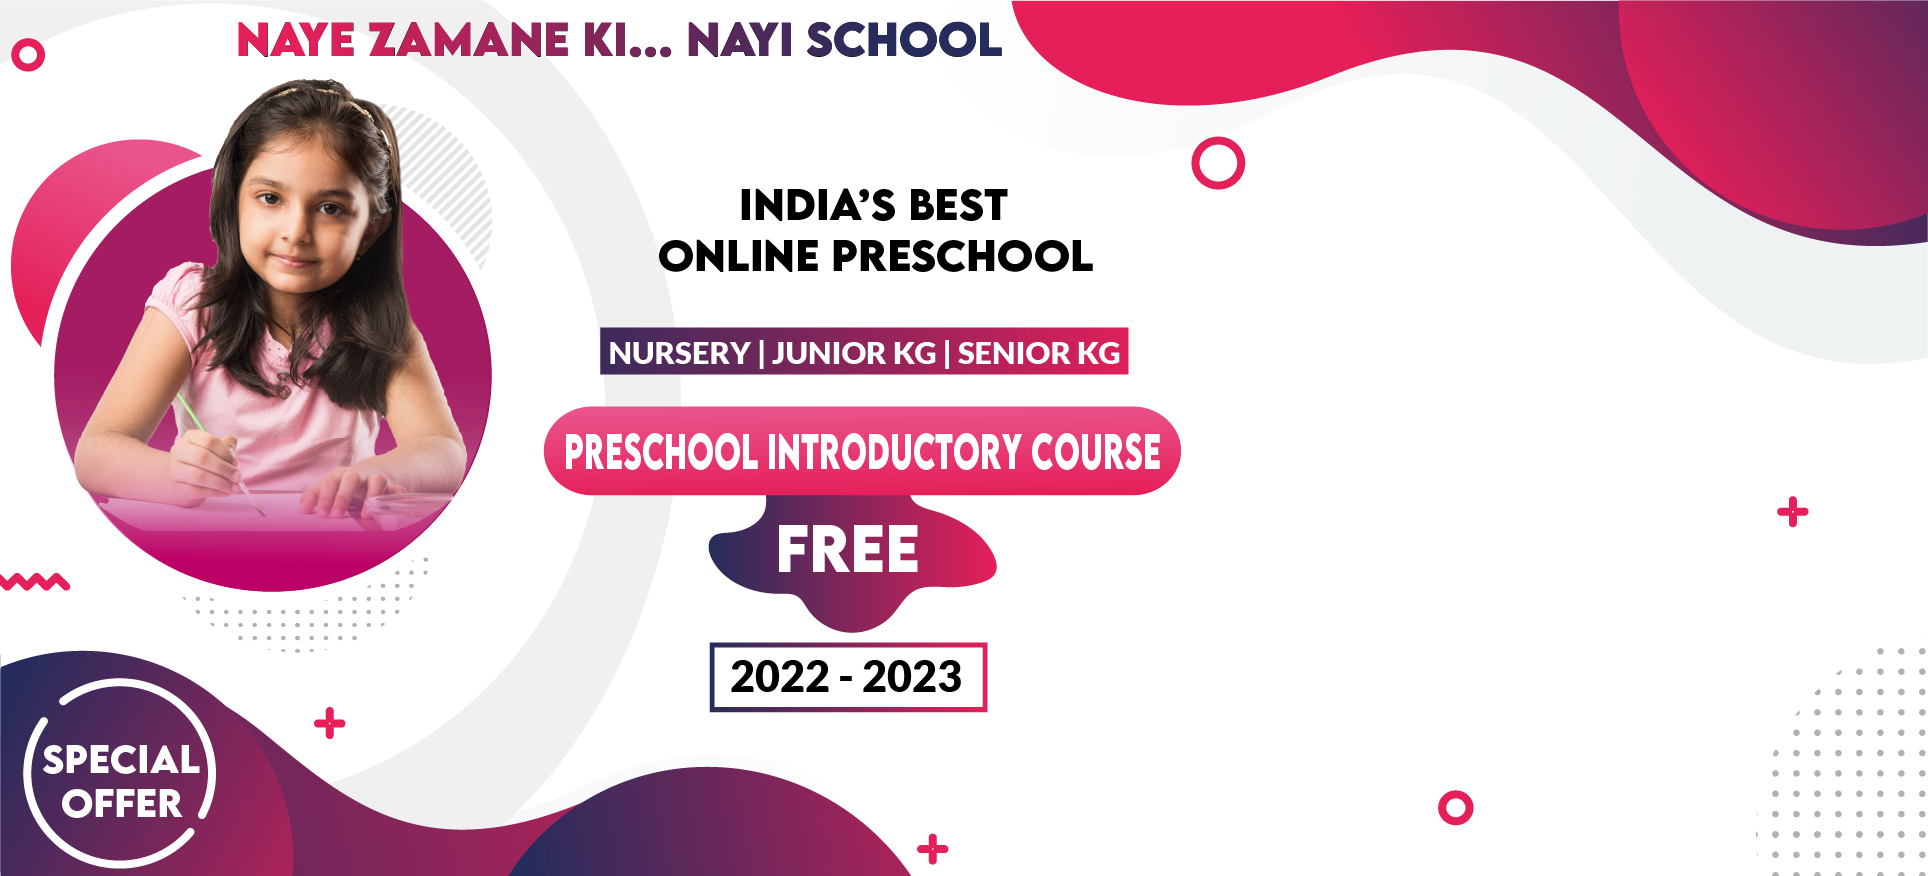 NAYE ZAMANE KI... NAYI SCHOOL
INDIA'S BEST
ONLINE PRESCHOOL
NURSERY | JUNIOR KG | SENIOR KG
PRESCHOOL INTRODUCTORY COURSE
FREE
2022 - 2023
SPECIAL
OFFER